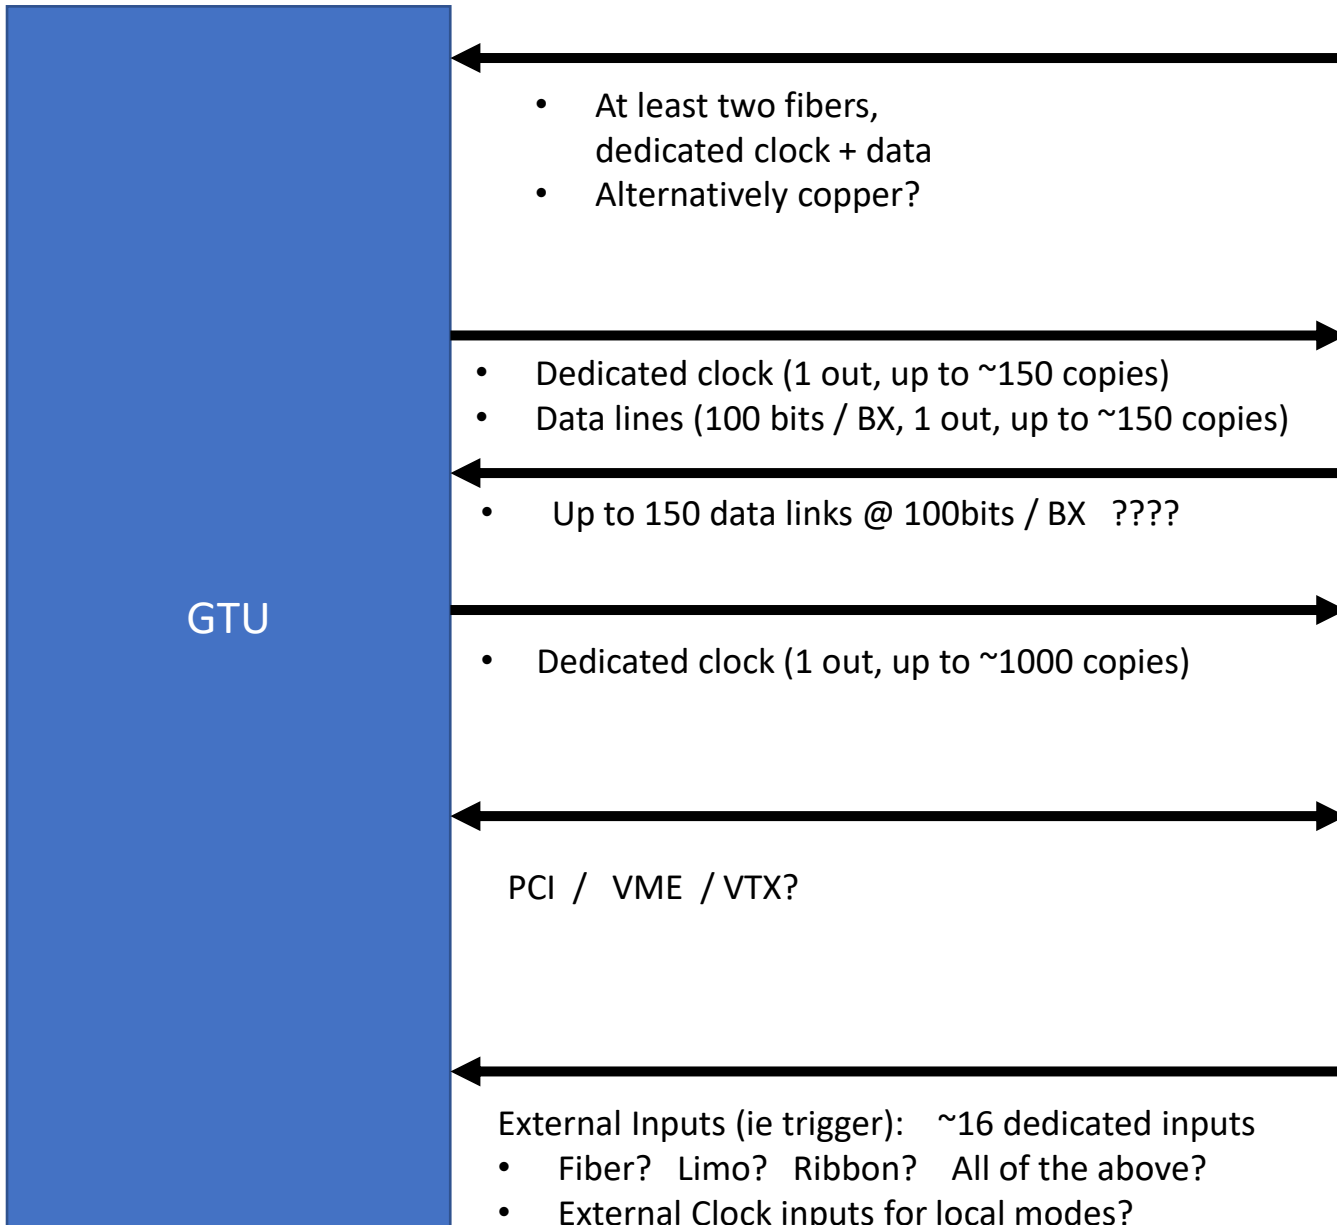 • At least two fibers,
dedicated clock + data
• Alternatively copper?
• Dedicated clock (1 out, up to ~150 copies)
• Data lines (100 bits / BX, 1 out, up to ~150 copies)
• Up to 150 data links @ 100bits / BX ????
GTU
• Dedicated clock (1 out, up to ~1000 copies)
PCI / VME / VTX?
External Inputs (ie trigger): ~16 dedicated inputs
• Fiber? Limo? Ribbon? All of the above?
• External Clock inputs for local modes?